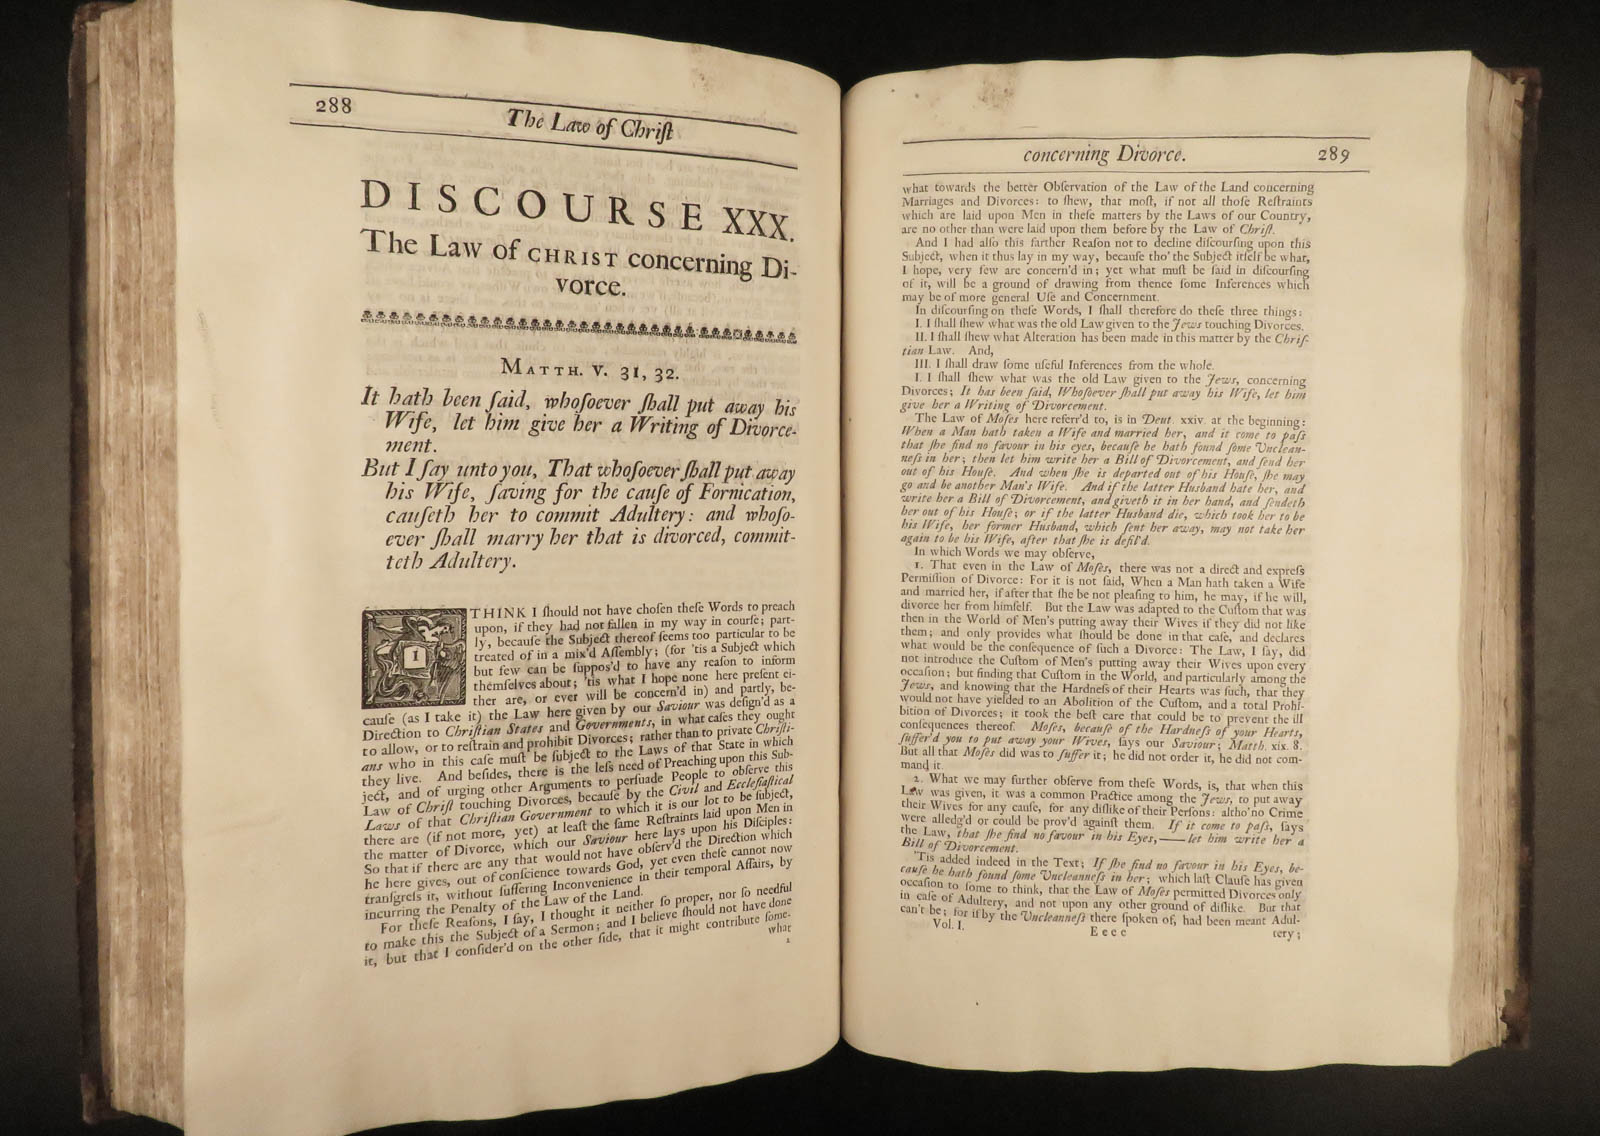 288
The Law of Chriſt
DISCOURSE XXX.
The Law of CHRIST concerning Di-
vorce.
MATTH. V. 31, 32.
It hath been ſaid, whoſoever ſhall put away his
Wife, let him give her a Writing of Divorce-
ment.
But I ſay unto you, That whoſoever ſhall put away
his Wife, ſaving for the cauſe of Fornication,
cauſeth her to commit Adultery: and whoſo-
ever ſhall marry her that is divorced, commit-
teth Adultery.
I THINK I ſhould not have choſen theſe Words to preach
upon, if they had not fallen in my way in courſe; part-
ly, becauſe the Subject thereof ſeems too particular to be
treated of in a mix'd Aſſembly; (for 'tis a Subject which
but few can be ſuppos'd to have any reaſon to inform
themſelves about; 'tis what I hope none here preſent ei-
ther are, or ever will be concern'd in) and partly, be-
cauſe (as I take it) the Law here given by our Saviour was deſign'd as a
Direction to Chriſtian States and Governments, in what caſes they ought
to allow, or to reſtrain and prohibit Divorces; rather than to private Chriſti-
ans who in this caſe muſt be ſubject to the Laws of that State in which
they live. And beſides, there is the leſs need of Preaching upon this Sub-
ject, and of urging other Arguments to perſuade People to obſerve this
Law of Chriſt touching Divorces, becauſe by the Civil and Eccleſiaſtical
Laws of that Chriſtian Government to which it is our lot to be ſubject,
there are (if not more, yet) at leaſt the ſame Reſtraints laid upon Men in
the matter of Divorce, which our Saviour here lays upon his Diſciples:
So that if there are any that would not have obſerv'd the Direction which
he here gives, out of conſcience towards God, yet even theſe cannot now
tranſgreſs it, without ſuffering Inconvenience in their temporal Affairs, by
incurring the Penalty of the Law of the Land.
For theſe Reaſons, I ſay, I thought it neither ſo proper, nor ſo needful
to make this the Subject of a Sermon; and I believe ſhould not have done
it, but that I conſider'd on the other ſide, that it might contribute ſome-
what
2
concerning Divorce.
289
what towards the better Obſervation of the Law of the Land concerning
Marriages and Divorces: to ſhew, that moſt, if not all thoſe Reſtraints
which are laid upon Men in theſe matters by the Laws of our Country,
are no other than were laid upon them before by the Law of Chriſt.
And I had alſo this farther Reaſon not to decline diſcourſing upon this
Subject, when it thus lay in my way, becauſe tho' the Subject itſelf be what,
I hope, very few are concern'd in; yet what muſt be ſaid in diſcourſing
of it, will be a ground of drawing from thence ſome Inferences which
may be of more general Uſe and Concernment.
In diſcourſing on theſe Words, I ſhall therefore do theſe three things:
I. I ſhall ſhew what was the old Law given to the Jews touching Divorces.
II. I ſhall ſhew what Alteration has been made in this matter by the Chriſ-
tian Law. And,
III. I ſhall draw ſome uſeful Inferences from the whole.
I. I ſhall ſhew what was the old Law given to the Jews, concerning
Divorces; It has been ſaid, Whoſoever ſhall put away his Wife, let him
give her a Writing of Divorcement.
The Law of Moſes here referr'd to, is in Deut. xxiv. at the beginning:
When a Man hath taken a Wife and married her, and it come to paſs
that ſhe find no favour in his eyes, becauſe he hath found ſome Unclean-
neſs in her; then let him write her a Bill of Divorcement, and ſend her
out of his Houſe. And when ſhe is departed out of his Houſe, ſhe may
go and be another Man's Wife. And if the latter Husband hate her, and
write her a Bill of Divorcement, and giveth it in her hand, and ſendeth
her out of his Houſe; or if the latter Husband die, which took her to be
his Wife, her former Husband, which ſent her away, may not take her
again to be his Wife, after that ſhe is defil'd.
In which Words we may obſerve,
1. That even in the Law of Moſes, there was not a direct and expreſs
Permiſſion of Divorce: For it is not ſaid, When a Man hath taken a Wife
and married her, if after that ſhe be not pleaſing to him, he may, if he will,
divorce her from himſelf. But the Law was adapted to the Cuſtom that was
then in the World of Men's putting away their Wives if they did not like
them; and only provides what ſhould be done in that caſe, and declares
what would be the conſequence of ſuch a Divorce: The Law, I ſay, did
not introduce the Cuſtom of Men's putting away their Wives upon every
occaſion; but finding that Cuſtom in the World, and particularly among the
Jews, and knowing that the Hardneſs of their Hearts was ſuch, that they
would not have yielded to an Abolition of the Cuſtom, and a total Prohi-
bition of Divorces; it took the beſt care that could be to prevent the ill
conſequences thereof. Moſes, becauſe of the Hardneſs of your Hearts,
ſuffer'd you to put away your Wives, ſays our Saviour; Matth. xix. 8.
But all that Moſes did was to ſuffer it; he did not order it, he did not com-
mand it.
2. What we may further obſerve from theſe Words, is, that when this
Law was given, it was a common Practice among the Jews, to put away
their Wives for any cauſe, for any diſlike of their Perſons: altho' no Crime
were alledg'd or could be prov'd againſt them. If it come to paſs, ſays
the Law, that ſhe find no favour in his Eyes,——let him write her a
Bill of Divorcement.
'Tis added indeed in the Text; If ſhe find no favour in his Eyes, be-
cauſe he hath found ſome Uncleanneſs in her; which laſt Clauſe has given
occaſion to ſome to think, that the Law of Moſes permitted Divorces only
in caſe of Adultery, and not upon any other ground of diſlike. But that
can't be; for if by the Uncleanneſs there ſpoken of, had been meant Adul-
Vol. I. E e e e tery;